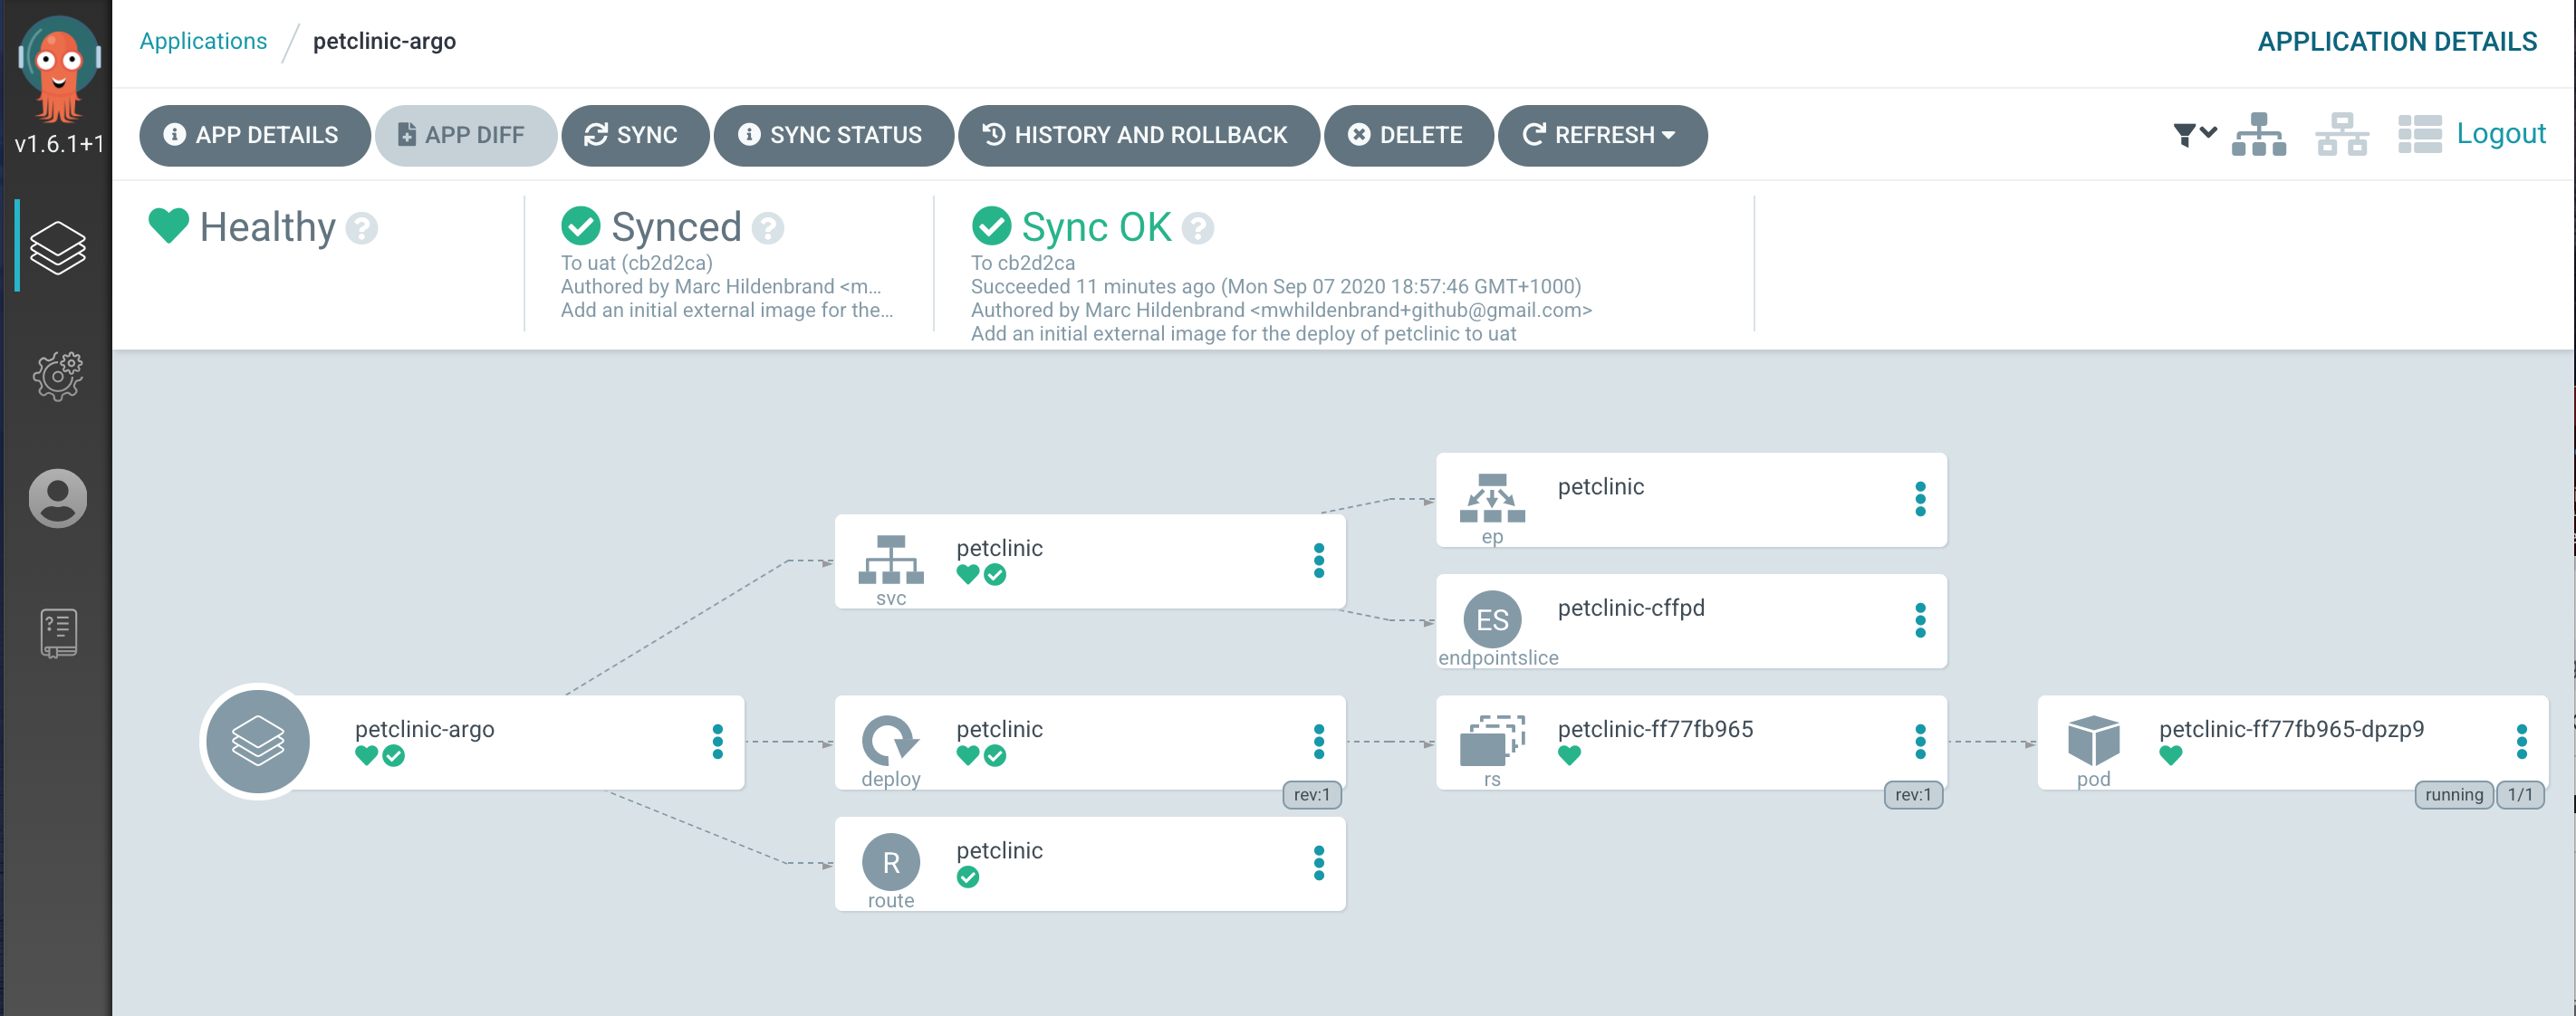 Applications / petclinic-argo
APPLICATION DETAILS
v1.6.1+1
APP DETAILS
APP DIFF
SYNC
SYNC STATUS
HISTORY AND ROLLBACK
DELETE
REFRESH
Logout
Healthy ?
Synced ?
To uat (cb2d2ca)
Authored by Marc Hildenbrand <m...
Add an initial external image for the...
Sync OK ?
To cb2d2ca
Succeeded 11 minutes ago (Mon Sep 07 2020 18:57:46 GMT+1000)
Authored by Marc Hildenbrand <mwhildenbrand+github@gmail.com>
Add an initial external image for the deploy of petclinic to uat
petclinic
ep
petclinic
svc
petclinic-cffpd
ES
endpointslice
petclinic-argo
petclinic
deploy
rev:1
petclinic-ff77fb965
rs
rev:1
petclinic-ff77fb965-dpzp9
pod
running
1/1
petclinic
R
route